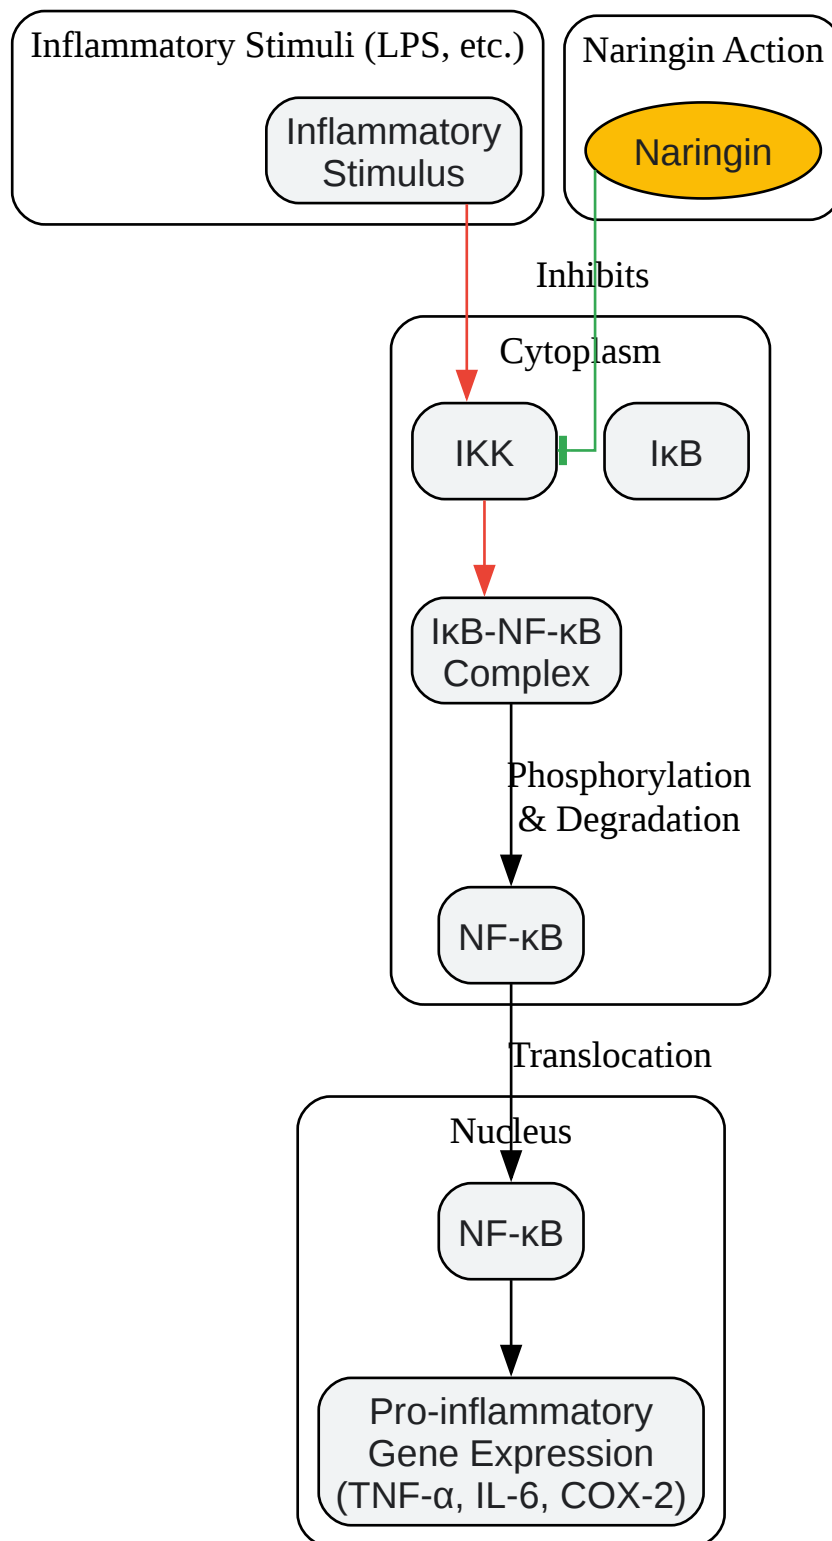 Inflammatory Stimuli (LPS, etc.)
Naringin Action
Inflammatory
Stimulus
Naringin
Inhibits
Cytoplasm
IKK
IκB
IκB-NF-κB
Complex
Phosphorylation
& Degradation
NF-κB
Translocation
Nucleus
NF-κB
Pro-inflammatory
Gene Expression
(TNF-α, IL-6, COX-2)